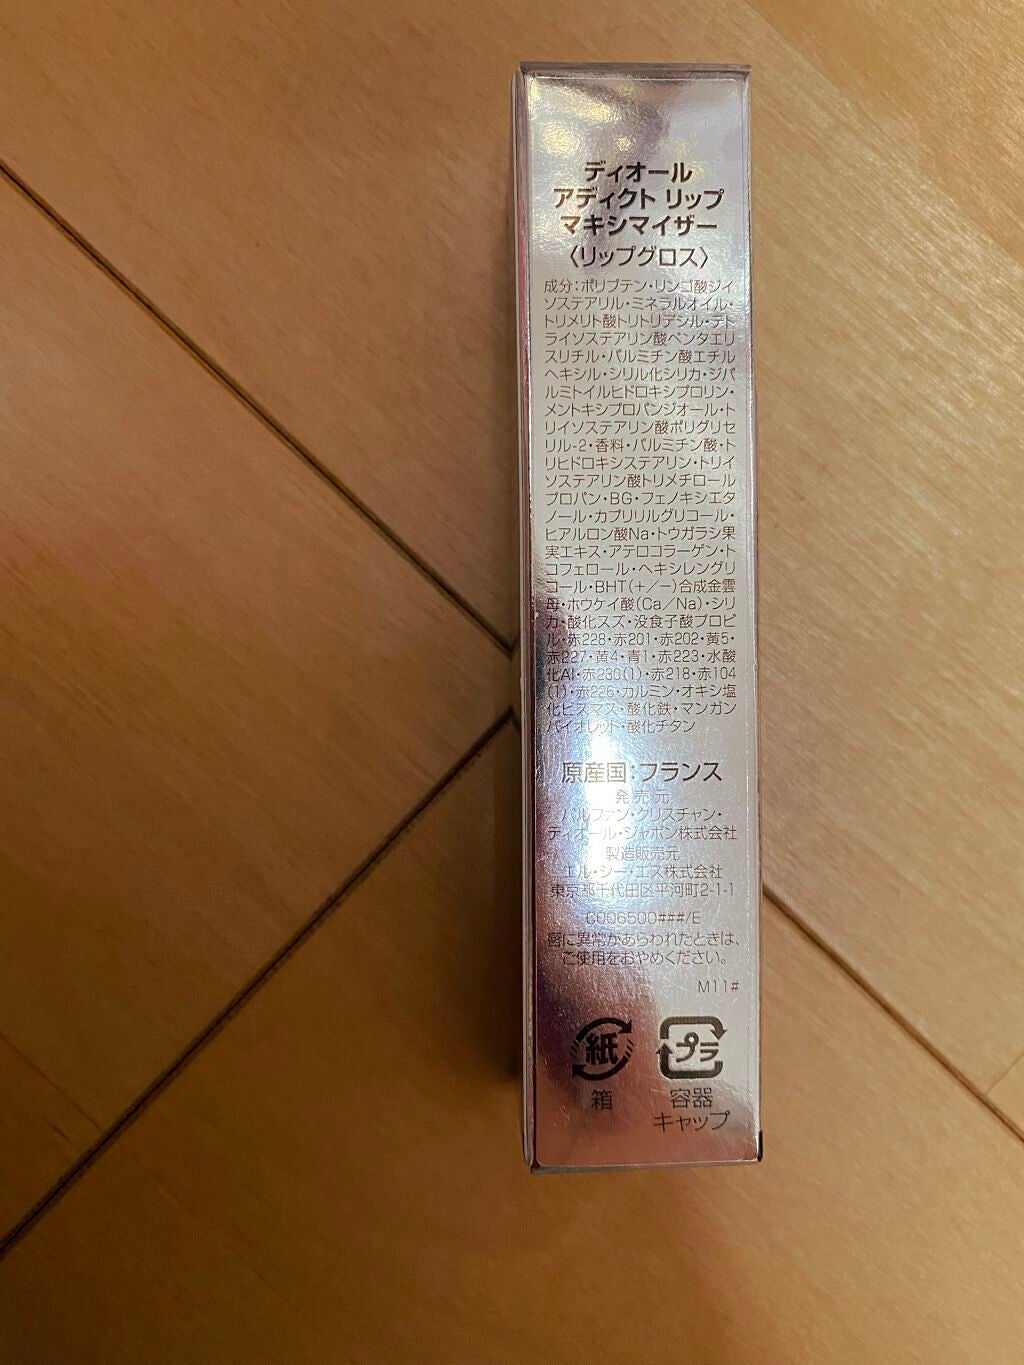 ディオール
アディクト リップ
マキシマイザー
〈リップグロス〉
成分:ポリブテン・リンゴ酸ジイ
ソステアリル・ミネラルオイル・
トリメリト酸トリトリデシル・テト
ライソステアリン酸ペンタエリ
スリチル・パルミチン酸エチル
ヘキシル・シリル化シリカ・ジパ
ルミトイルヒドロキシプロリン・
メントキシプロパンジオール・ト
リイソステアリン酸ポリグリセ
リル-2・香料・パルミチン酸・ト
リヒドロキシステアリン・トリイ
ソステアリン酸トリメチロール
プロパン・BG・フェノキシエタ
ノール・カプリリルグリコール・
ヒアルロン酸Na・トウガラシ果
実エキス・アテロコラーゲン・ト
コフェロール・ヘキシレングリ
コール・BHT(+/−)合成金雲
母・ホウケイ酸(Ca/Na)・シリ
カ・酸化スズ・没食子酸プロピ
ル・赤228・赤201・赤202・黄5・
赤227・黄4・青1・赤223・水酸
化Al・赤230(1)・赤218・赤104
(1)・赤226・カルミン・オキシ塩
化ビスマス・酸化鉄・マンガン
バイオレット・酸化チタン
原産国:フランス
発売元
パルファン・クリスチャン・
ディオール・ジャポン株式会社
製造販売元
エル・シー・エス株式会社
東京都千代田区平河町2-1-1
C006500###/E
唇に異常があらわれたときは、
ご使用をおやめください。
M11#
紙 プラ
箱 容器
キャップ